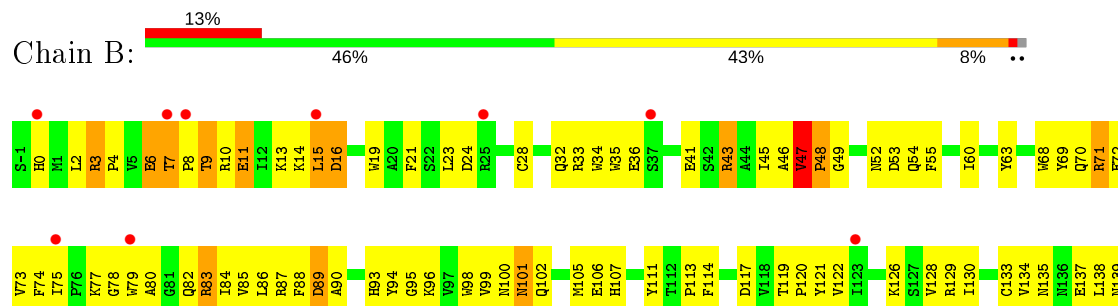 13%
Chain B:
46% 43% 8% ••
S-1 H0 M1 L2 R3 P4 V5 E6 T7 P8 T9 R10 E11 I12 K13 K14 L15 D16 W19 A20 F21 S22 L23 D24 R25 C28 Q32 R33 W34 W35 E36 S37 E41 S42 R43 A44 I45 A46 V47 P48 G49 N52 D53 Q54 F55 I60 Y63 W68 Y69 Q70 R71 E72
V73 F74 I75 P76 K77 G78 W79 A80 G81 Q82 R83 I84 V85 L86 R87 F88 D89 A90 H93 Y94 G95 K96 V97 W98 V99 N100 N101 Q102 M105 E106 H107 Y111 T112 P113 F114 D117 V118 T119 P120 Y121 V122 I123 K126 S127 V128 R129 I130 C133 V134 N135 N136 E137 L138 N139